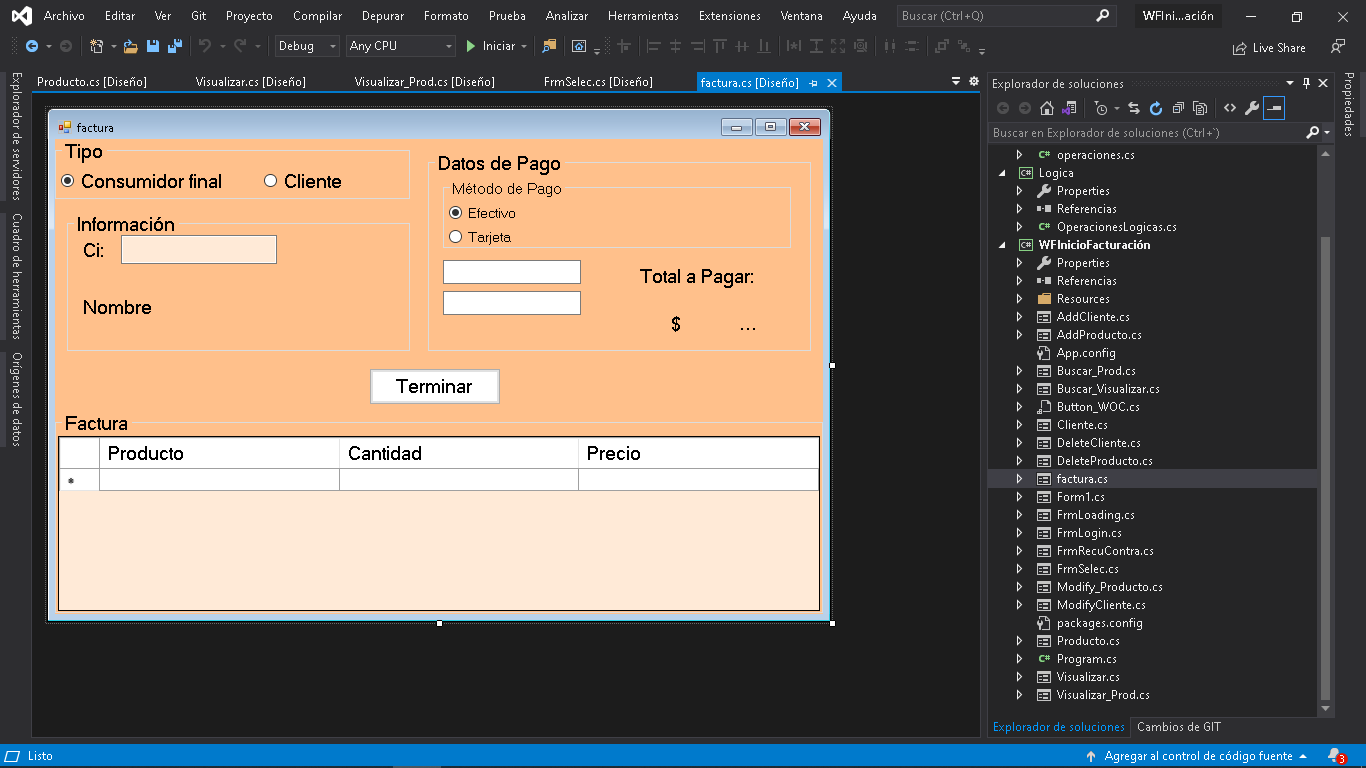 Archivo Editar Ver Git Proyecto Compilar Depurar Formato Prueba Analizar Herramientas Extensiones Ventana Ayuda Buscar (Ctrl+Q) WFIni...ación
Debug Any CPU Iniciar Live Share
Explorador de servidores
Cuadro de herramientas
Orígenes de datos
Producto.cs [Diseño] Visualizar.cs [Diseño] Visualizar_Prod.cs [Diseño] FrmSelec.cs [Diseño] factura.cs [Diseño]
factura
Tipo
Consumidor final Cliente
Información
Ci:
Nombre
Datos de Pago
Método de Pago
Efectivo
Tarjeta
Total a Pagar:
$ ...
Terminar
Factura
Producto Cantidad Precio
*
Explorador de soluciones
Buscar en Explorador de soluciones (Ctrl+`)
operaciones.cs
C# Logica
Properties
Referencias
C# OperacionesLogicas.cs
C# WFInicioFacturación
Properties
Referencias
Resources
AddCliente.cs
AddProducto.cs
App.config
Buscar_Prod.cs
Buscar_Visualizar.cs
Button_WOC.cs
Cliente.cs
DeleteCliente.cs
DeleteProducto.cs
factura.cs
Form1.cs
FrmLoading.cs
FrmLogin.cs
FrmRecuContra.cs
FrmSelec.cs
Modify_Producto.cs
ModifyCliente.cs
packages.config
Producto.cs
C# Program.cs
Visualizar.cs
Visualizar_Prod.cs
Explorador de soluciones Cambios de GIT
Propiedades
Listo Agregar al control de código fuente 3